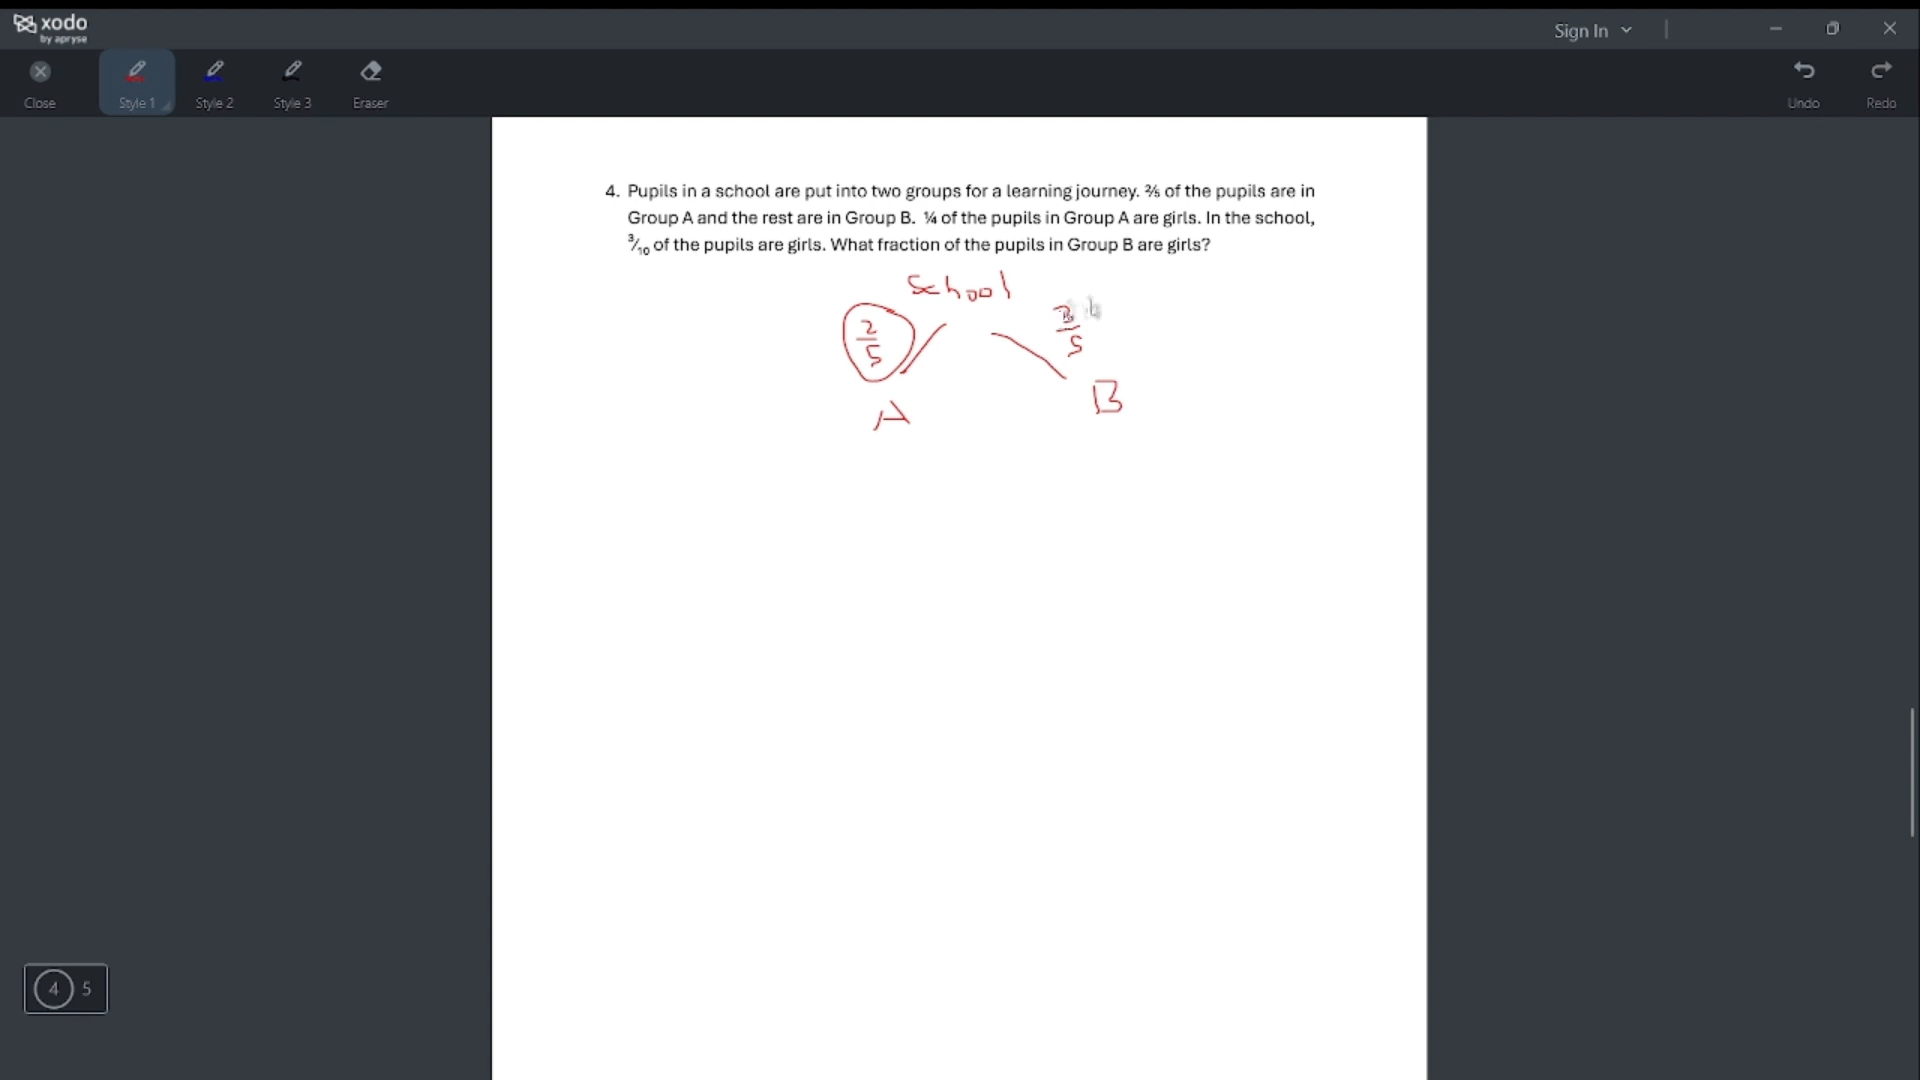 xodo
by apryse
Sign In
Close
Style 1
Style 2
Style 3
Eraser
Undo
Redo
4. Pupils in a school are put into two groups for a learning journey. ⅖ of the pupils are in
Group A and the rest are in Group B. ¼ of the pupils in Group A are girls. In the school,
³⁄₁₀ of the pupils are girls. What fraction of the pupils in Group B are girls?
School
2/5
3/5
A
B
4 5